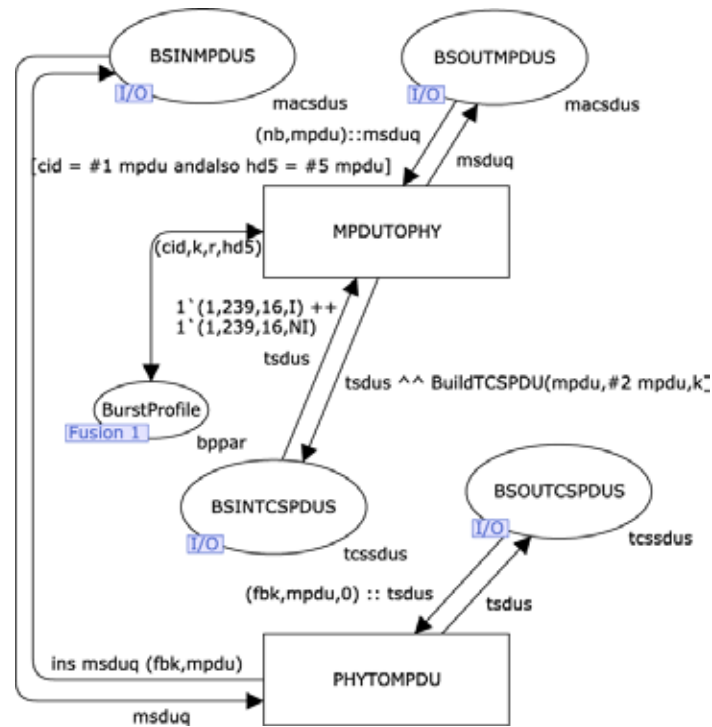 BSINMPDUS
I/O
macsdus
BSOUTMPDUS
I/O
macsdus
(nb,mpdu)::msduq
msduq
[cid = #1 mpdu andalso hd5 = #5 mpdu]
MPDUTOPHY
(cid,k,r,hd5)
1`(1,239,16,I) ++
1`(1,239,16,NI)
tsdus
tsdus ^^ BuildTCSPDU(mpdu,#2 mpdu,k)
BurstProfile
Fusion 1
bppar
BSINTCSPDUS
I/O
tcssdus
BSOUTCSPDUS
I/O
tcssdus
(fbk,mpdu,0) :: tsdus
tsdus
ins msduq (fbk,mpdu)
PHYTOMPDU
msduq